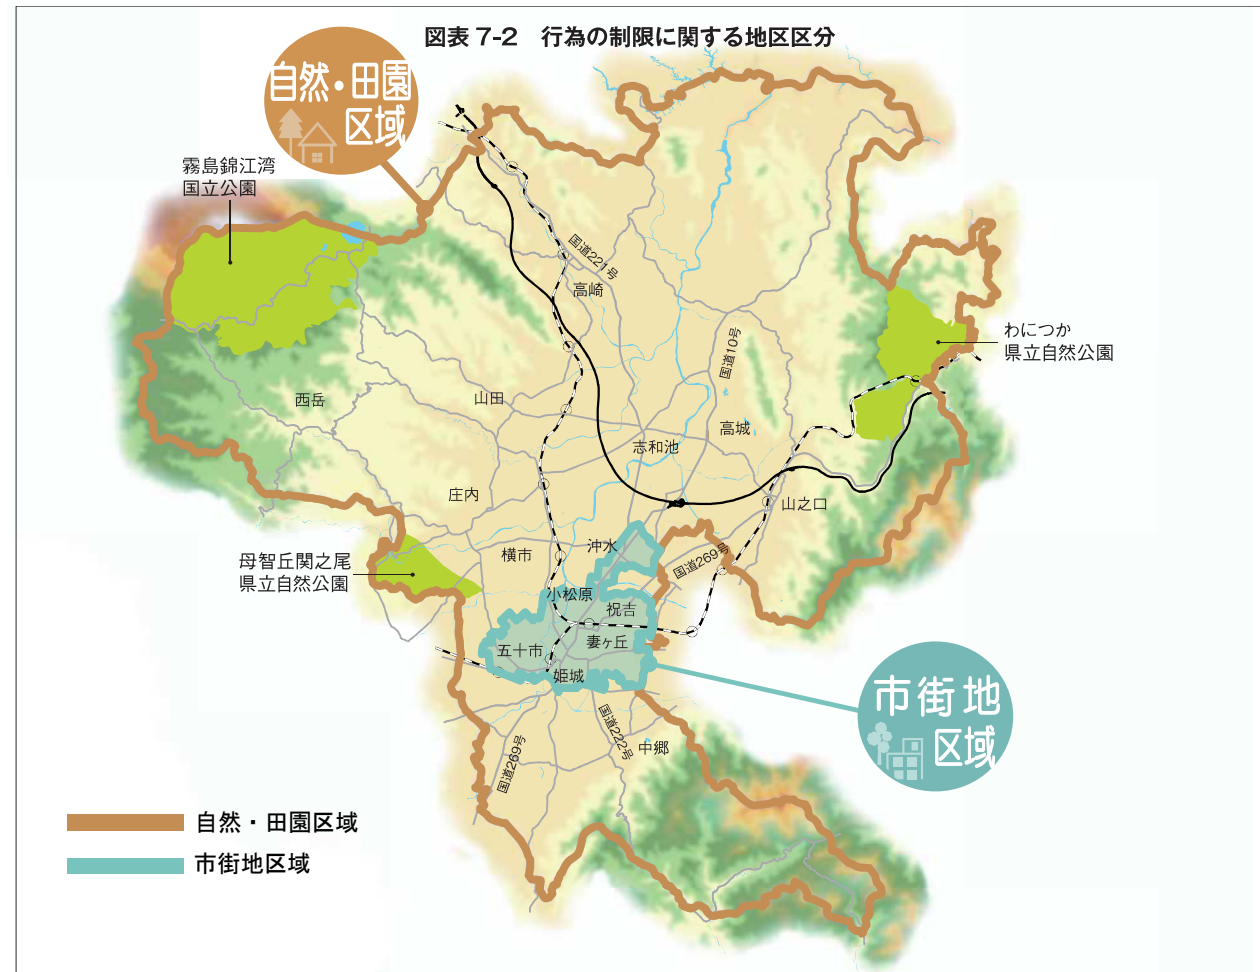 図表 7-2　行為の制限に関する地区区分
自然・田園
区域
霧島錦江湾
国立公園
国道221号
高崎
わにつか
県立自然公園
国道10号
西岳
山田
高城
志和池
庄内
山之口
沖水
横市
国道269号
母智丘関之尾
県立自然公園
小松原
祝吉
妻ヶ丘
五十市
姫城
市街地
区域
国道222号
中郷
国道269号
自然・田園区域
市街地区域